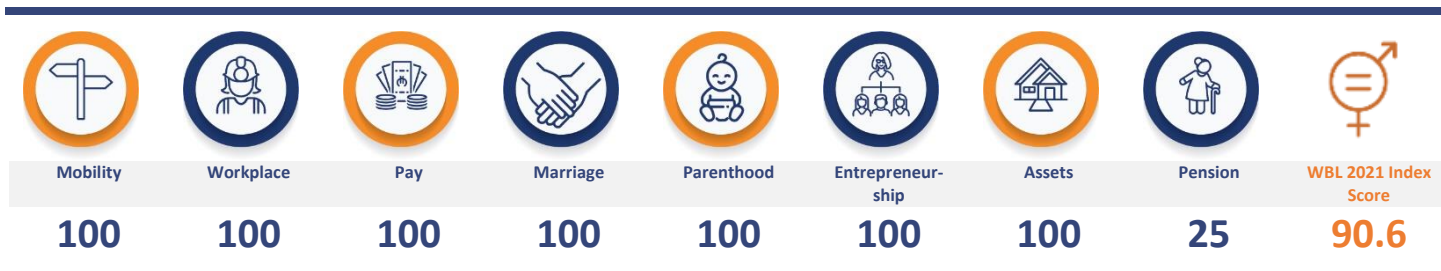 Mobility
Workplace
Pay
Marriage
Parenthood
Entrepreneur-
ship
Assets
Pension
WBL 2021 Index
Score
100
100
100
100
100
100
100
25
90.6